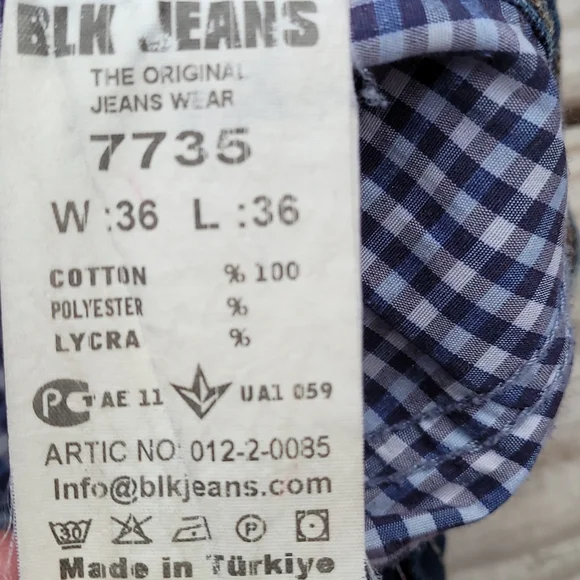 BLK JEANS
THE ORIGINAL
JEANS WEAR
7735
W :36 L :36
COTTON % 100
POLYESTER %
LYCRA %
PC AE 11 UA1 059
ARTIC NO: 012-2-0085
Info@blkjeans.com
30 P
Made in Türkiye